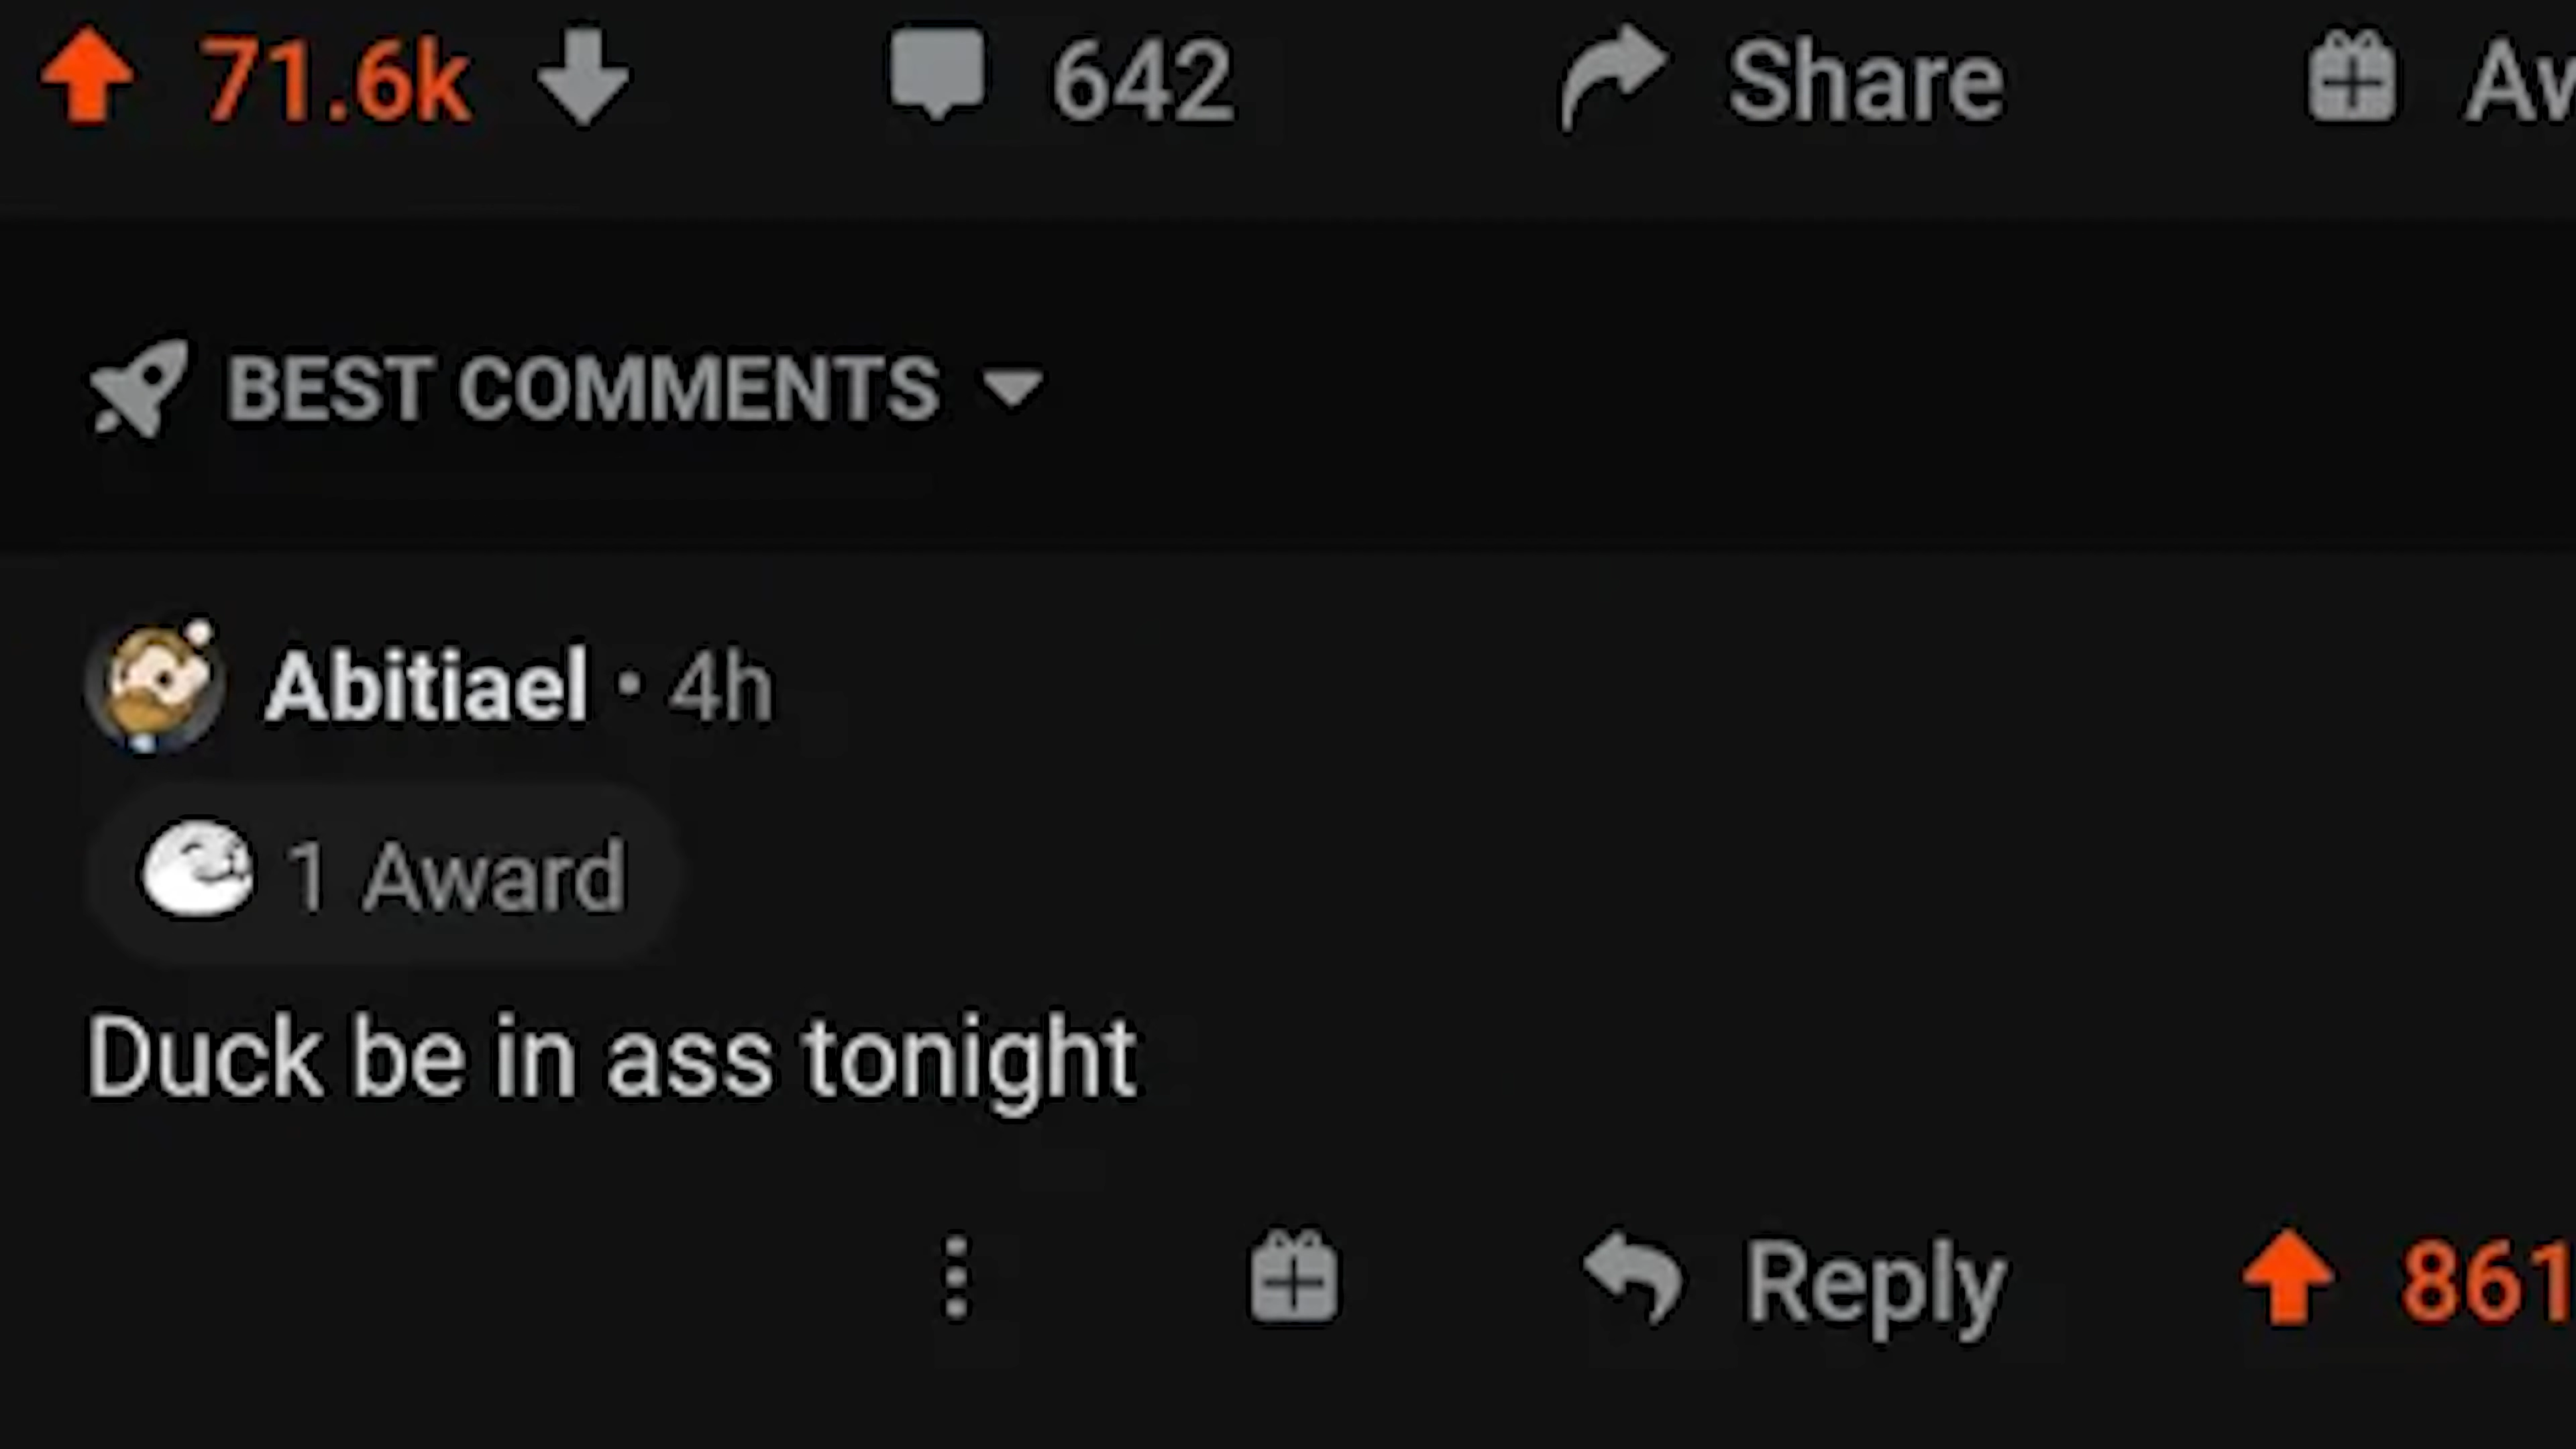 71.6k 642 Share Aw
BEST COMMENTS
Abitiael • 4h
1 Award
Duck be in ass tonight
Reply 861